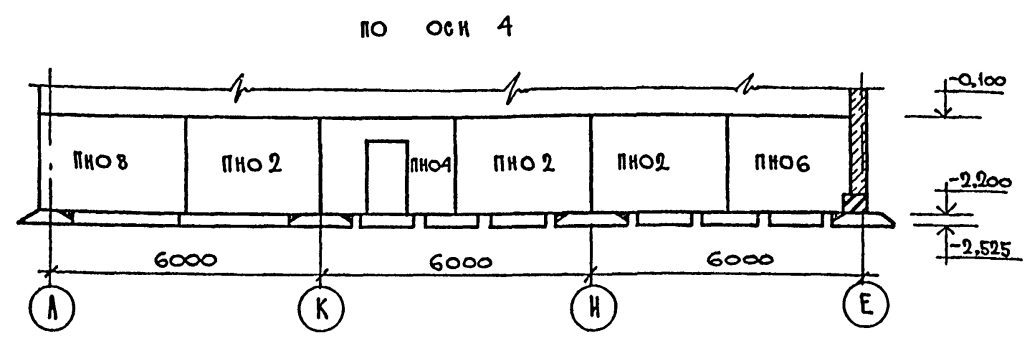 по оси 4
-0,100
ПНО8 ПНО2 ПНО4 ПНО2 ПНО2 ПНО6
-2,200
-2,525
6000 6000 6000
Л К И Е